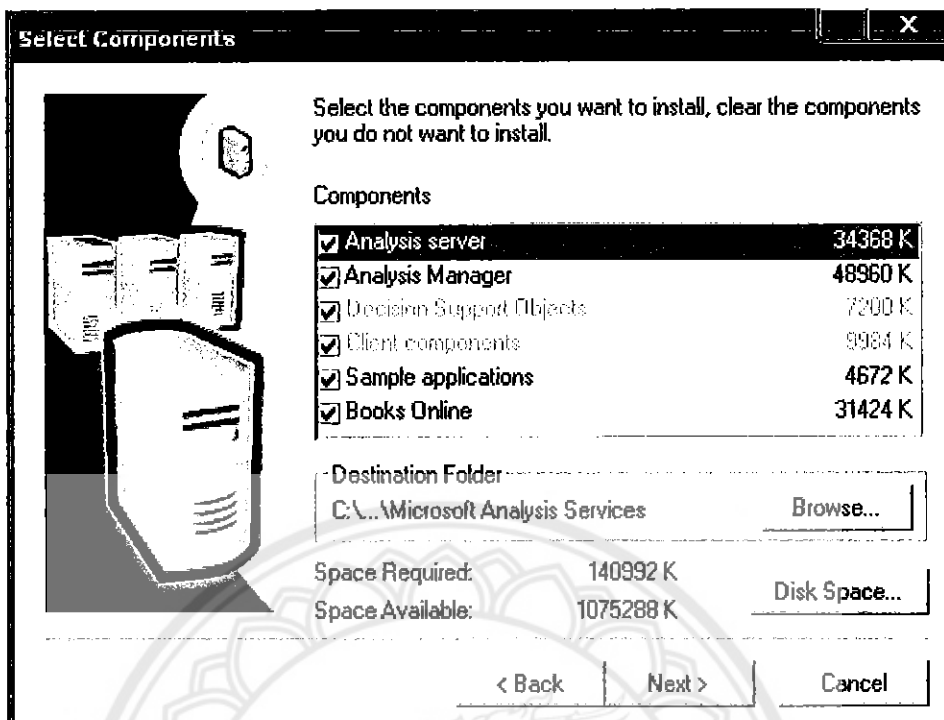 Select Components
X
Select the components you want to install, clear the components
you do not want to install.
Components
Analysis server 34368 K
Analysis Manager 48960 K
Decision Support Objects 7200 K
Client components 9984 K
Sample applications 4672 K
Books Online 31424 K
Destination Folder
C:\...\Microsoft Analysis Services Browse...
Space Required: 140992 K
Space Available: 1075288 K
Disk Space...
< Back Next > Cancel